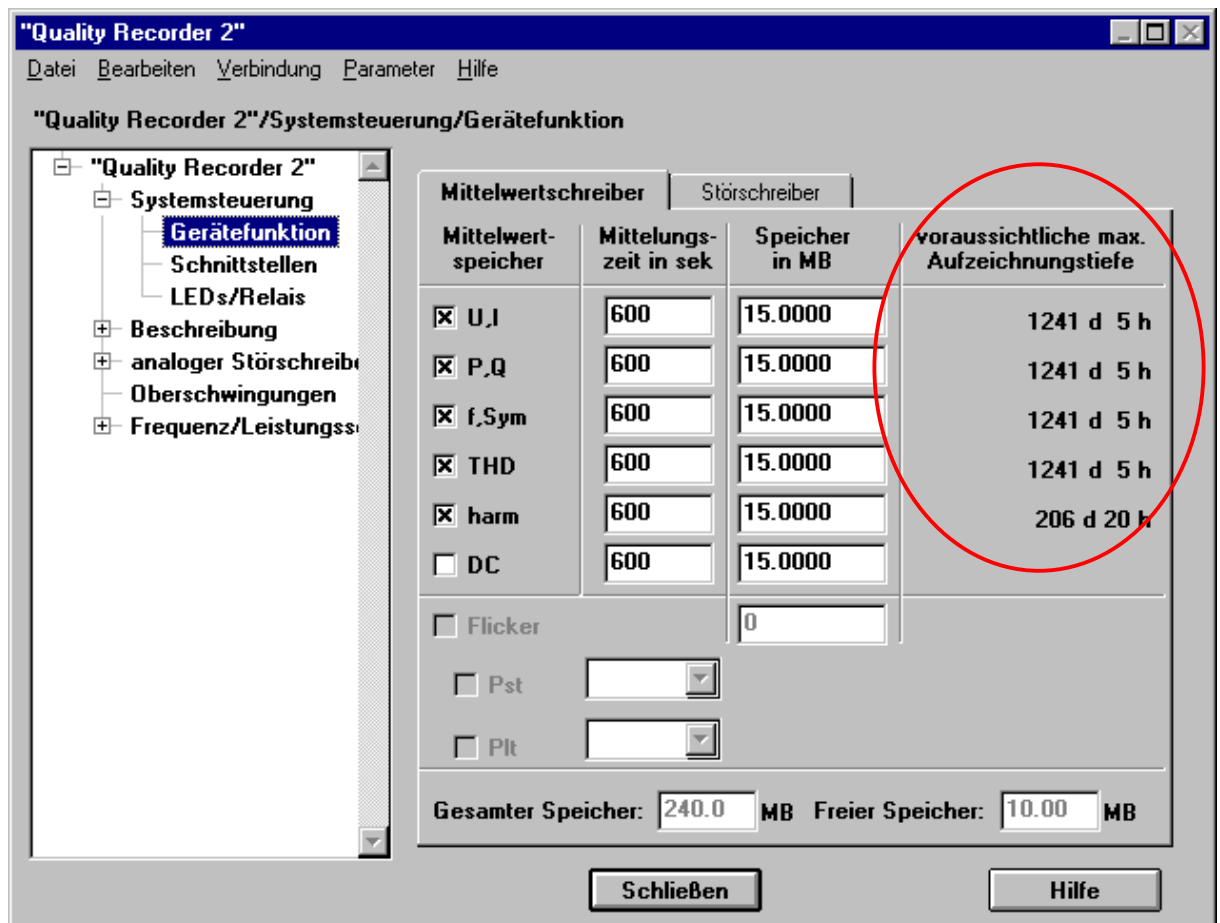 "Quality Recorder 2"
Datei Bearbeiten Verbindung Parameter Hilfe
"Quality Recorder 2"/Systemsteuerung/Gerätefunktion
"Quality Recorder 2"
Systemsteuerung
Gerätefunktion
Schnittstellen
LEDs/Relais
Beschreibung
analoger Störschreibe
Oberschwingungen
Frequenz/Leistungss
Mittelwertschreiber Störschreiber
Mittelwert-
speicher
Mittelungs-
zeit in sek
Speicher
in MB
voraussichtliche max.
Aufzeichnungstiefe
U,I 600 15.0000 1241 d 5 h
P,Q 600 15.0000 1241 d 5 h
f,Sym 600 15.0000 1241 d 5 h
THD 600 15.0000 1241 d 5 h
harm 600 15.0000 206 d 20 h
DC 600 15.0000
Flicker 0
Pst
Plt
Gesamter Speicher: 240.0 MB Freier Speicher: 10.00 MB
Schließen Hilfe